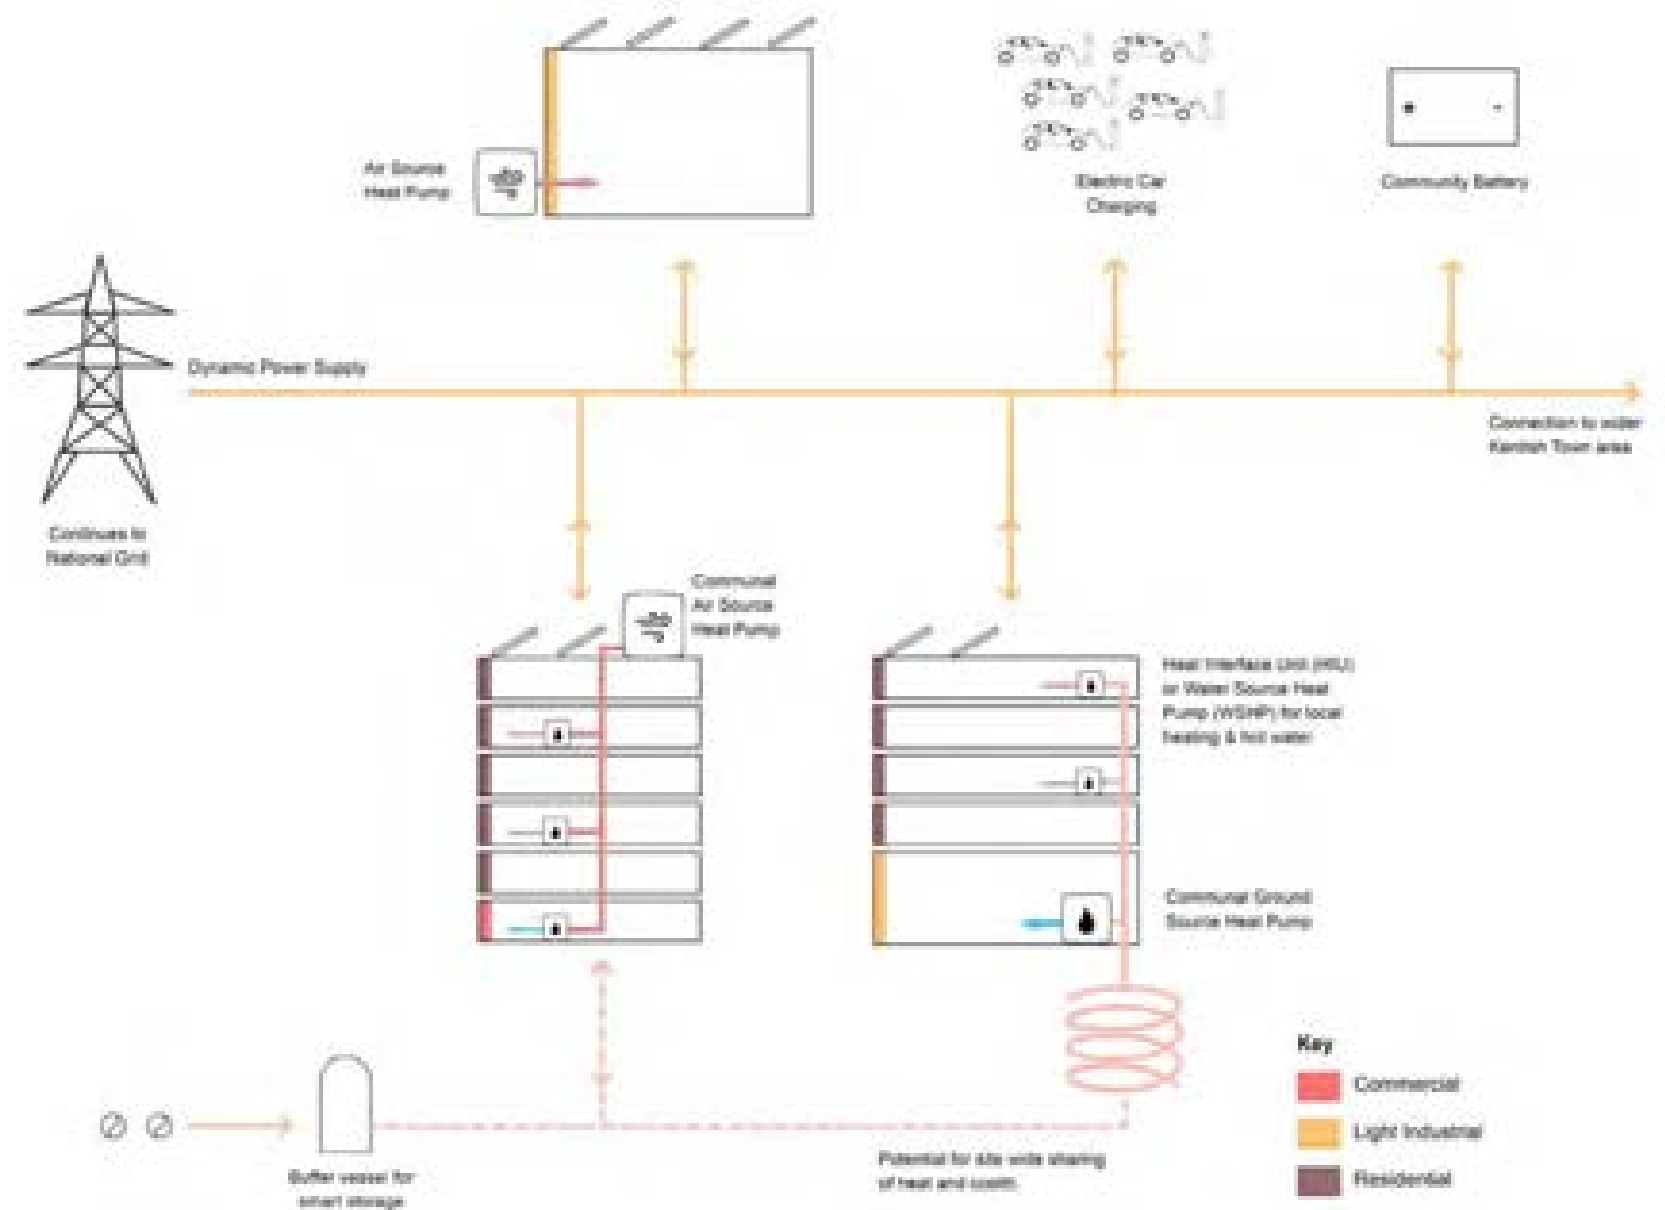 Air Source
Heat Pump
Electric Car
Charging
Community Battery
Dynamic Power Supply
Connection to wider
Kentish Town area
Continues to
National Grid
Communal
Air Source
Heat Pump
Heat Interface Unit (HIU)
or Water Source Heat
Pump (WSHP) for local
heating & hot water
Communal Ground
Source Heat Pump
Key
Commercial
Light Industrial
Residential
Potential for site wide sharing
of heat and coolth.
Buffer vessel for
smart storage